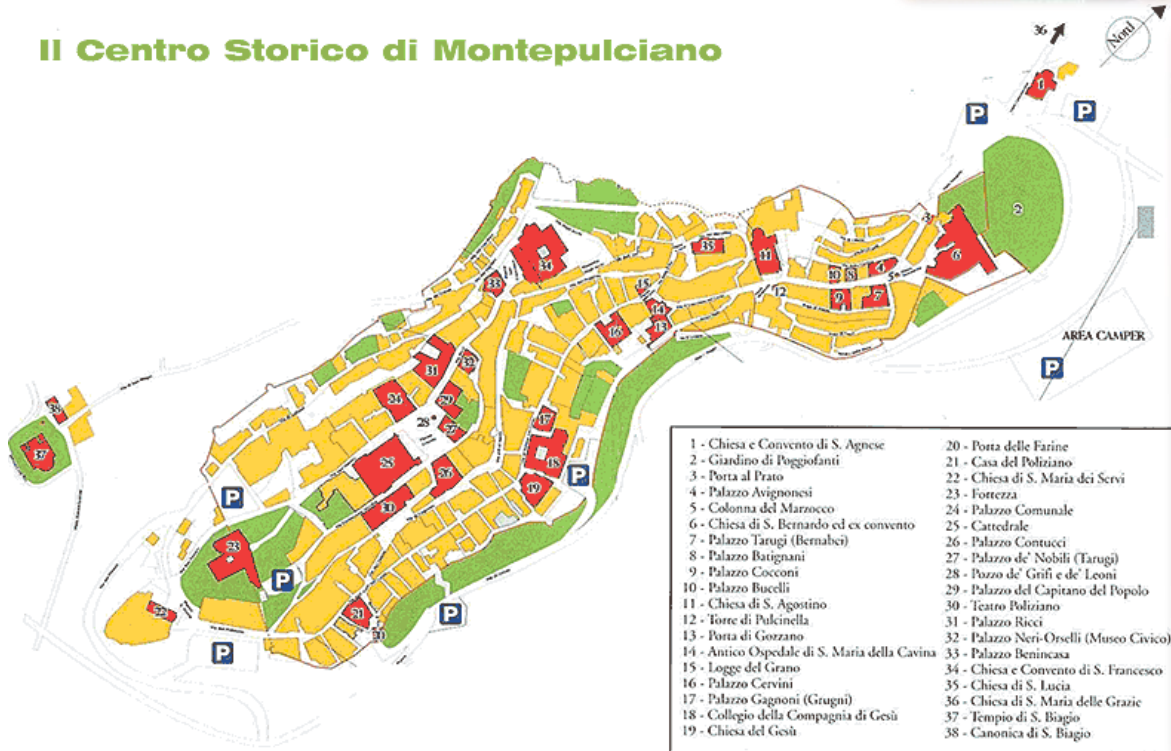 Il Centro Storico di Montepulciano
36
Nord
1
P
P
2
3
6
35
11
10
8
4
5
34
33
15
12
9
7
14
16
13
AREA CAMPER
31
32
P
24
29
38
28
27
17
37
25
18
26
P
P
19
30
23
P
21
P
22
P
1 - Chiesa e Convento di S. Agnese
2 - Giardino di Poggiofanti
3 - Porta al Prato
4 - Palazzo Avignonesi
5 - Colonna del Marzocco
6 - Chiesa di S. Bernardo ed ex convento
7 - Palazzo Tarugi (Bernabei)
8 - Palazzo Batignani
9 - Palazzo Cocconi
10 - Palazzo Bucelli
11 - Chiesa di S. Agostino
12 - Torre di Pulcinella
13 - Porta di Gozzano
14 - Antico Ospedale di S. Maria della Cavina
15 - Logge del Grano
16 - Palazzo Cervini
17 - Palazzo Gagnoni (Grugni)
18 - Collegio della Compagnia di Gesù
19 - Chiesa del Gesù
20 - Porta delle Farine
21 - Casa del Poliziano
22 - Chiesa di S. Maria dei Servi
23 - Fortezza
24 - Palazzo Comunale
25 - Cattedrale
26 - Palazzo Contucci
27 - Palazzo de' Nobili (Tarugi)
28 - Pozzo de' Grifi e de' Leoni
29 - Palazzo del Capitano del Popolo
30 - Teatro Poliziano
31 - Palazzo Ricci
32 - Palazzo Neri-Orselli (Museo Civico)
33 - Palazzo Benincasa
34 - Chiesa e Convento di S. Francesco
35 - Chiesa di S. Lucia
36 - Chiesa di S. Maria delle Grazie
37 - Tempio di S. Biagio
38 - Canonica di S. Biagio